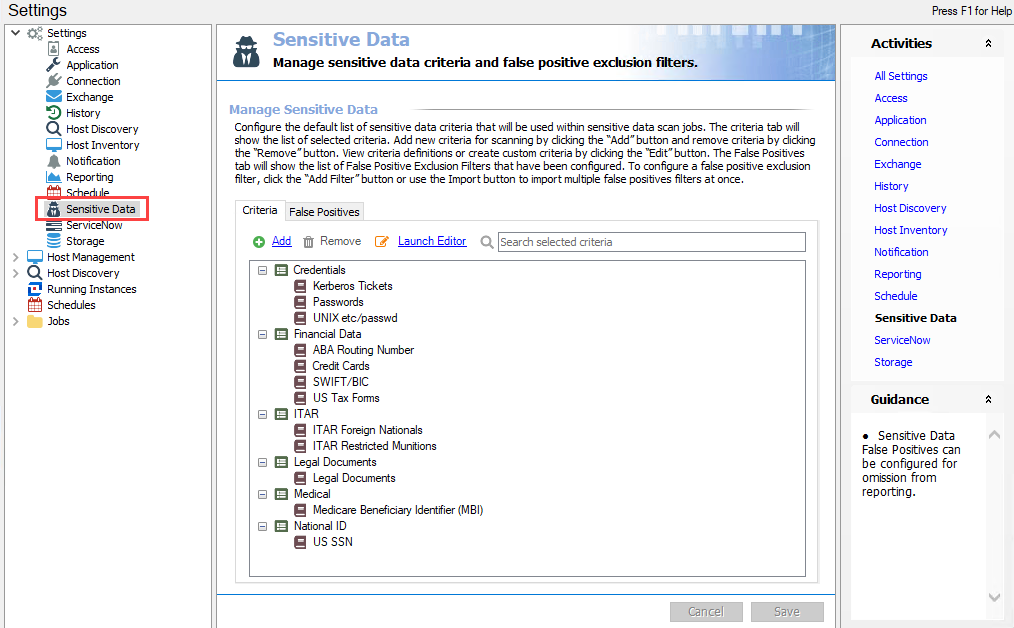 Settings
Press F1 for Help
Settings
Access
Application
Connection
Exchange
History
Host Discovery
Host Inventory
Notification
Reporting
Schedule
Sensitive Data
ServiceNow
Storage
Host Management
Host Discovery
Running Instances
Schedules
Jobs
Sensitive Data
Manage sensitive data criteria and false positive exclusion filters.
Manage Sensitive Data
Configure the default list of sensitive data criteria that will be used within sensitive data scan jobs. The criteria tab will
show the list of selected criteria. Add new criteria for scanning by clicking the "Add" button and remove criteria by clicking
the "Remove" button. View criteria definitions or create custom criteria by clicking the "Edit" button. The False Positives
tab will show the list of False Positive Exclusion Filters that have been configured. To configure a false positive exclusion
filter, click the "Add Filter" button or use the Import button to import multiple false positives filters at once.
Criteria
False Positives
Add
Remove
Launch Editor
Search selected criteria
Credentials
Kerberos Tickets
Passwords
UNIX etc/passwd
Financial Data
ABA Routing Number
Credit Cards
SWIFT/BIC
US Tax Forms
ITAR
ITAR Foreign Nationals
ITAR Restricted Munitions
Legal Documents
Legal Documents
Medical
Medicare Beneficiary Identifier (MBI)
National ID
US SSN
Cancel
Save
Activities
All Settings
Access
Application
Connection
Exchange
History
Host Discovery
Host Inventory
Notification
Reporting
Schedule
Sensitive Data
ServiceNow
Storage
Guidance
• Sensitive Data
False Positives can
be configured for
omission from
reporting.